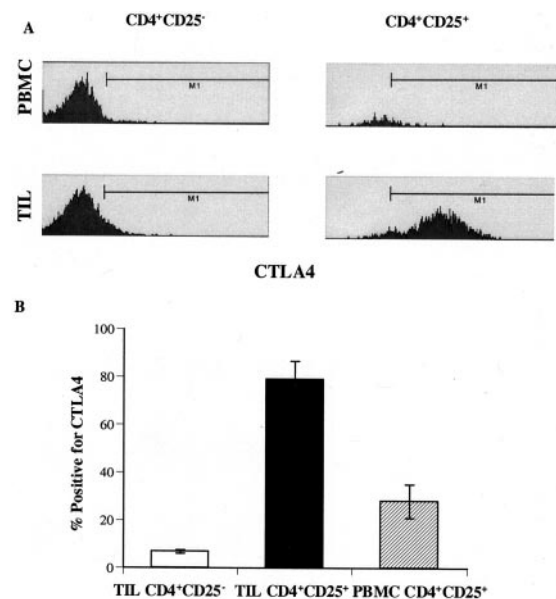 A
CD4⁺CD25⁻
CD4⁺CD25⁺
PBMC
M1
M1
TIL
M1
M1
CTLA4
B
% Positive for CTLA4
100
80
60
40
20
0
TIL CD4⁺CD25⁻
TIL CD4⁺CD25⁺
PBMC CD4⁺CD25⁺